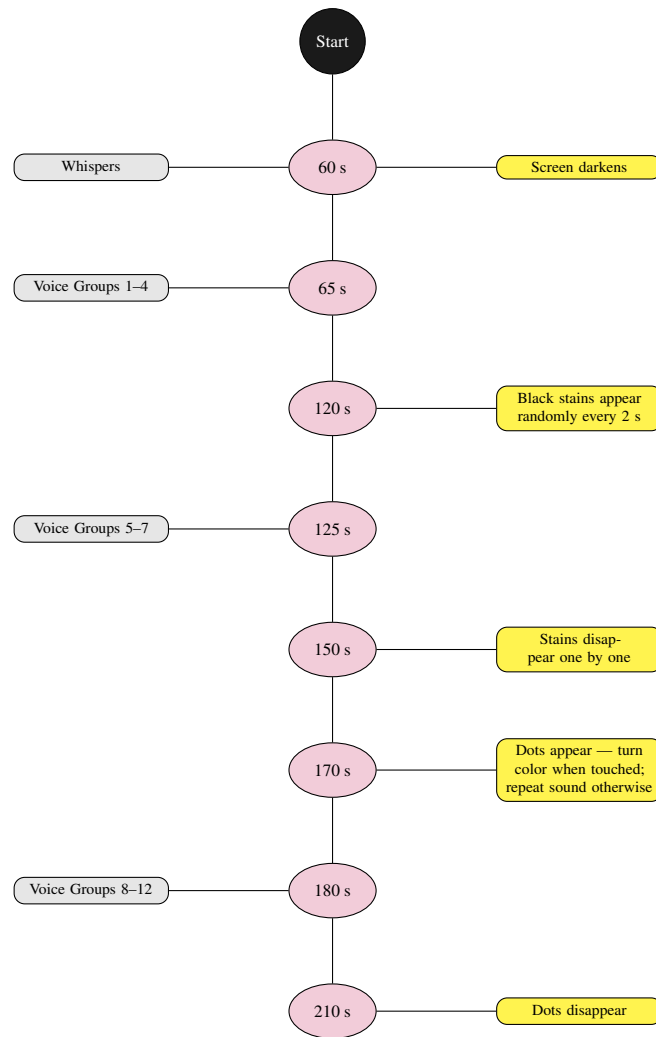 Start
Whispers
60 s
Screen darkens
Voice Groups 1–4
65 s
120 s
Black stains appear
randomly every 2 s
Voice Groups 5–7
125 s
150 s
Stains disap-
pear one by one
170 s
Dots appear — turn
color when touched;
repeat sound otherwise
Voice Groups 8–12
180 s
210 s
Dots disappear